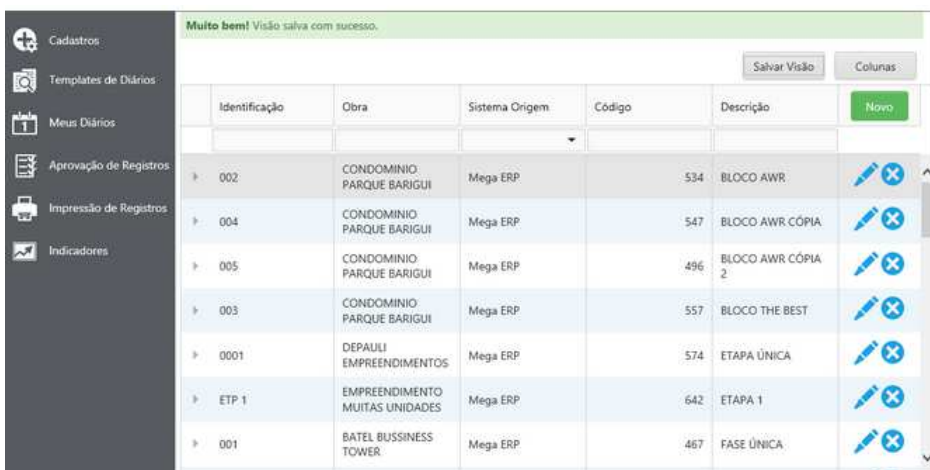 Muito bem! Visão salva com sucesso.
Cadastros
Templates de Diários
1
Meus Diários
Aprovação de Registros
Impressão de Registros
Indicadores
Salvar Visão
Colunas
Identificação
Obra
Sistema Origem
Código
Descrição
Novo
002
CONDOMINIO
PARQUE BARIGUI
Mega ERP
534
BLOCO AWR
004
CONDOMINIO
PARQUE BARIGUI
Mega ERP
547
BLOCO AWR CÓPIA
005
CONDOMINIO
PARQUE BARIGUI
Mega ERP
496
BLOCO AWR CÓPIA
2
003
CONDOMINIO
PARQUE BARIGUI
Mega ERP
557
BLOCO THE BEST
0001
DEPAULI
EMPREENDIMENTOS
Mega ERP
574
ETAPA ÚNICA
ETP 1
EMPREENDIMENTO
MUITAS UNIDADES
Mega ERP
642
ETAPA 1
001
BATEL BUSSINESS
TOWER
Mega ERP
467
FASE ÚNICA